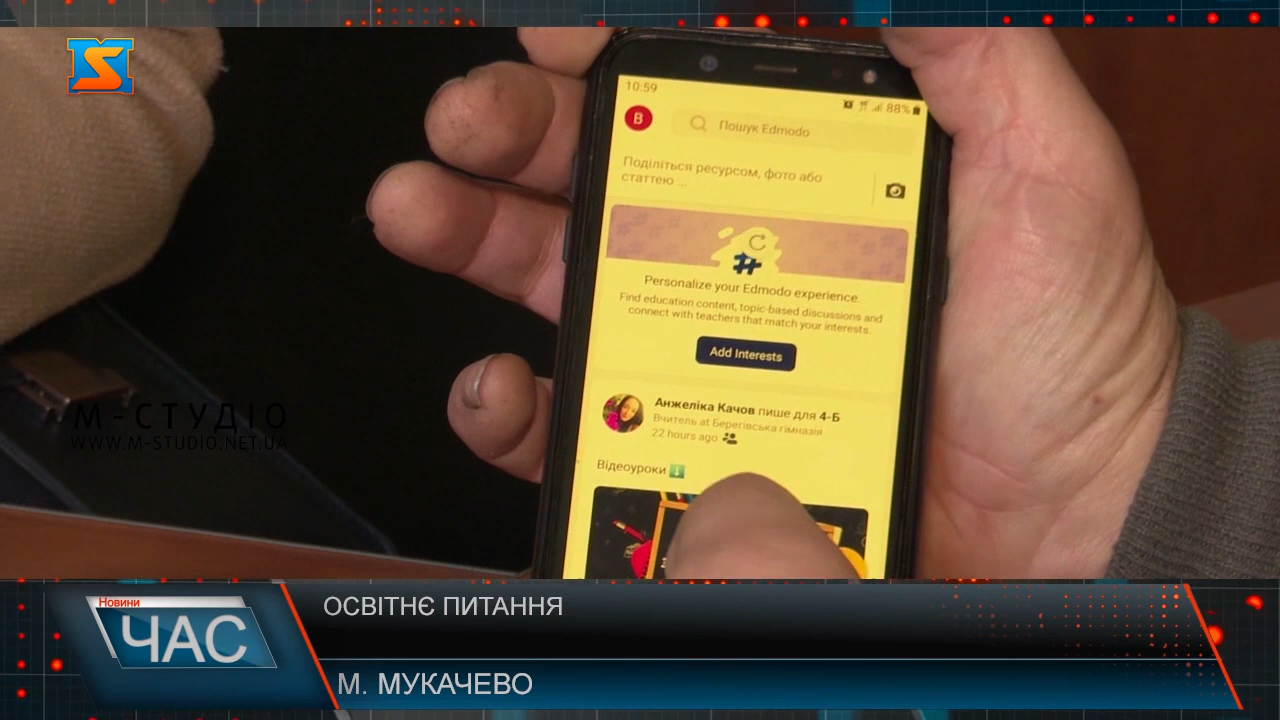 10:59
88%
B
Пошук Edmodo
Поділіться ресурсом, фото або
статтею ...
Personalize your Edmodo experience.
Find education content, topic-based discussions and
connect with teachers that match your interests.
Add Interests
Анжеліка Качов пише для 4-Б
Вчитель at Берегівська гімназія
22 hours ago
Відеоуроки
М-СТУДІО
WWW.M-STUDIO.NET.UA
Новини
ЧАС
ОСВІТНЄ ПИТАННЯ
М. МУКАЧЕВО